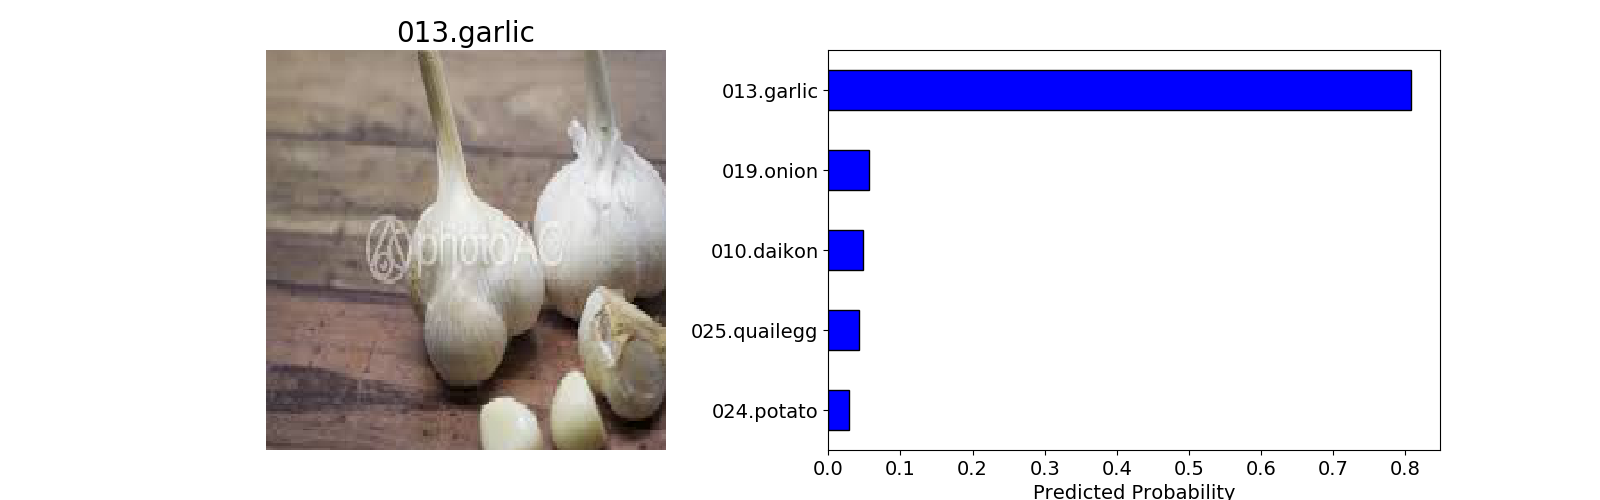 013.garlic
photoAC
013.garlic
019.onion
010.daikon
025.quailegg
024.potato
0.0 0.1 0.2 0.3 0.4 0.5 0.6 0.7 0.8
Predicted Probability